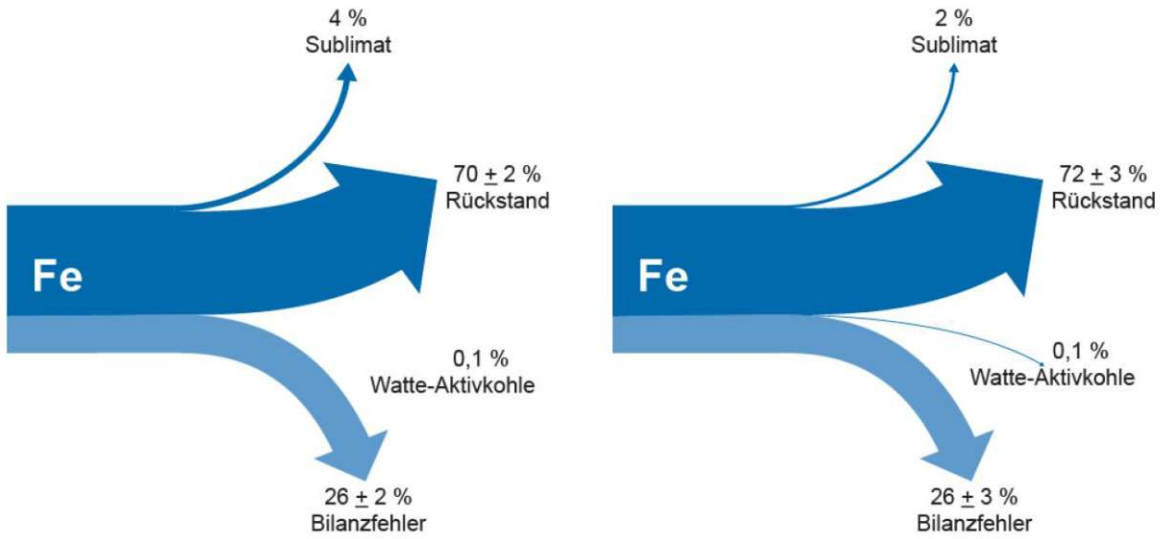 4 %
Sublimat
70 ± 2 %
Rückstand
Fe
0,1 %
Watte-Aktivkohle
26 ± 2 %
Bilanzfehler
2 %
Sublimat
72 ± 3 %
Rückstand
Fe
0,1 %
Watte-Aktivkohle
26 ± 3 %
Bilanzfehler